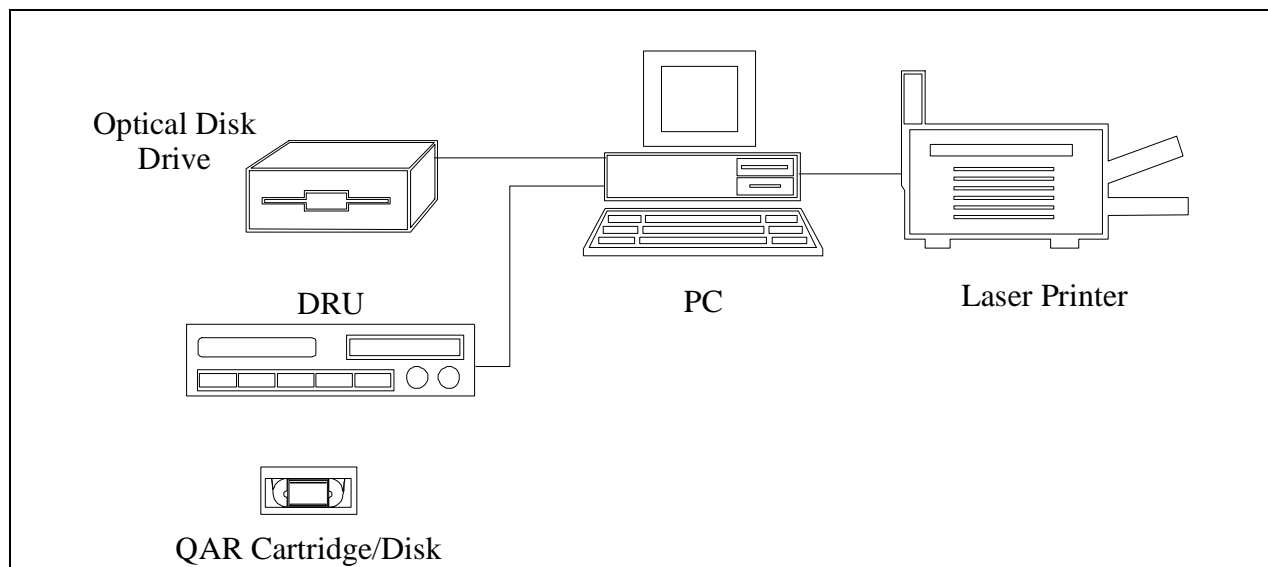 Optical Disk
Drive
DRU
PC
Laser Printer
QAR Cartridge/Disk